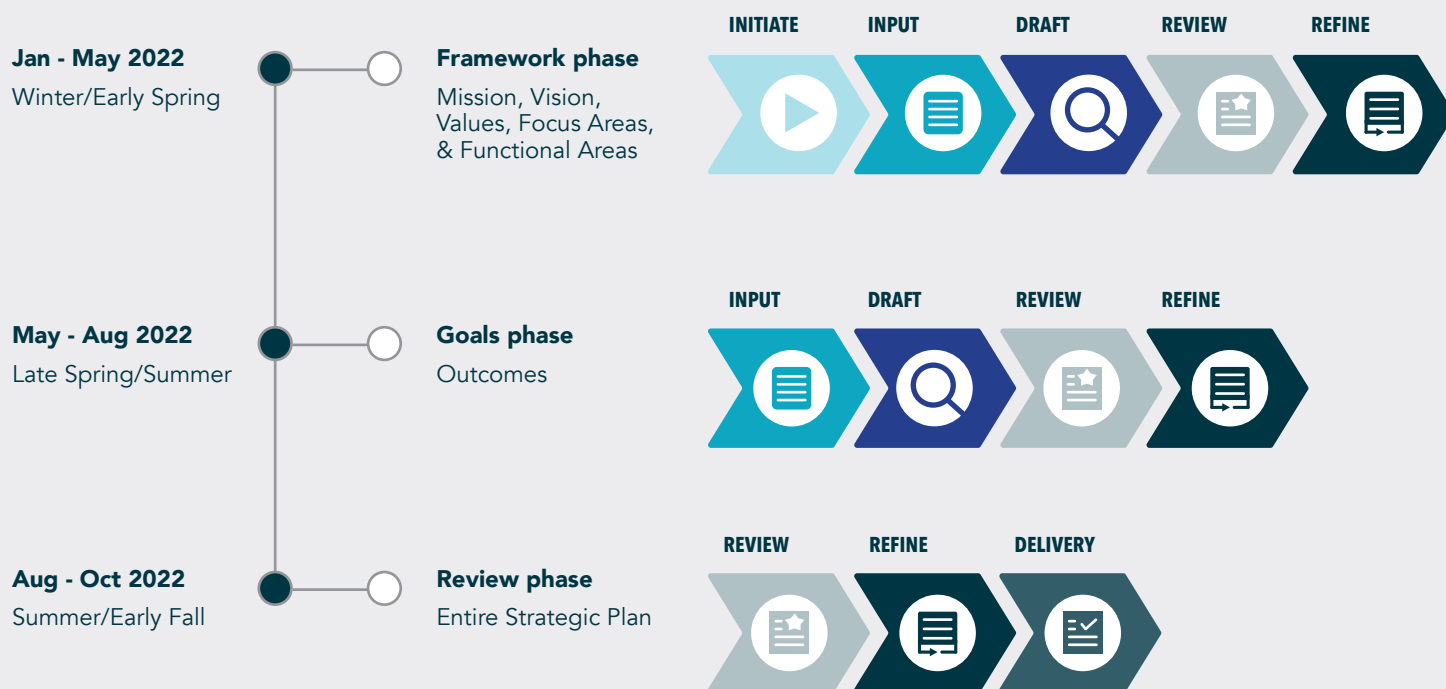 Jan - May 2022
Winter/Early Spring
Framework phase
Mission, Vision,
Values, Focus Areas,
& Functional Areas
INITIATE
INPUT
DRAFT
REVIEW
REFINE
May - Aug 2022
Late Spring/Summer
Goals phase
Outcomes
INPUT
DRAFT
REVIEW
REFINE
Aug - Oct 2022
Summer/Early Fall
Review phase
Entire Strategic Plan
REVIEW
REFINE
DELIVERY